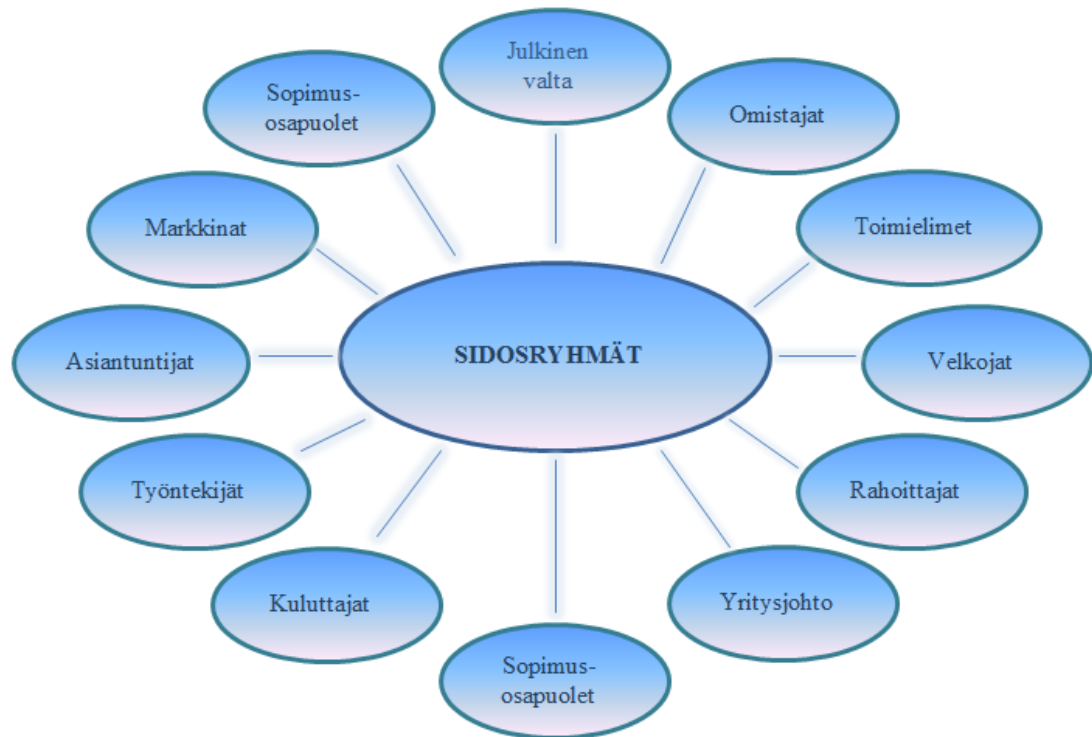 Julkinen
valta
Sopimus-
osapuolet
Omistajat
Markkinat
Toimielimet
SIDOSRYHMÄT
Asiantuntijat
Velkojat
Työntekijät
Rahoittajat
Kuluttajat
Yritysjohto
Sopimus-
osapuolet